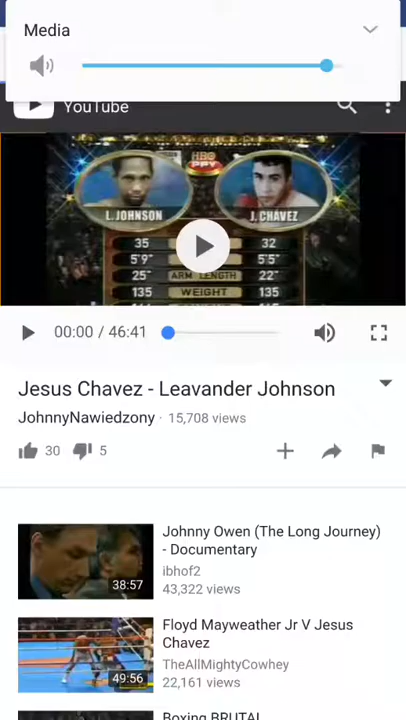 Media
YouTube
HBO
PPV
L. JOHNSON
J. CHAVEZ
35 32
5'9" 5'5"
25" ARM LENGTH 22"
135 WEIGHT 135
00:00 / 46:41
Jesus Chavez - Leavander Johnson
JohnnyNawiedzony · 15,708 views
30 5
Johnny Owen (The Long Journey)
- Documentary
ibhof2
43,322 views
38:57
Floyd Mayweather Jr V Jesus
Chavez
TheAllMightyCowhey
22,161 views
49:56
Boxing BRUTAL